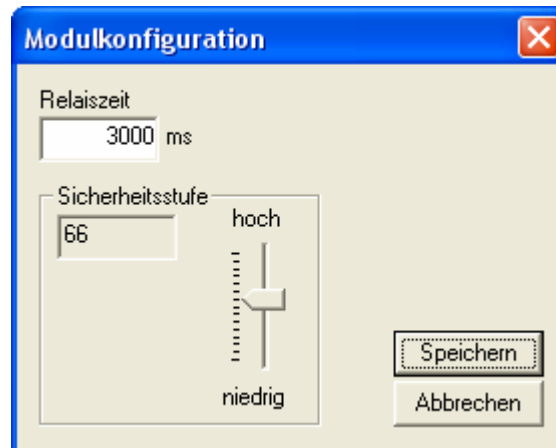 Modulkonfiguration
Relaiszeit
3000 ms
Sicherheitsstufe
66
hoch
niedrig
Speichern
Abbrechen